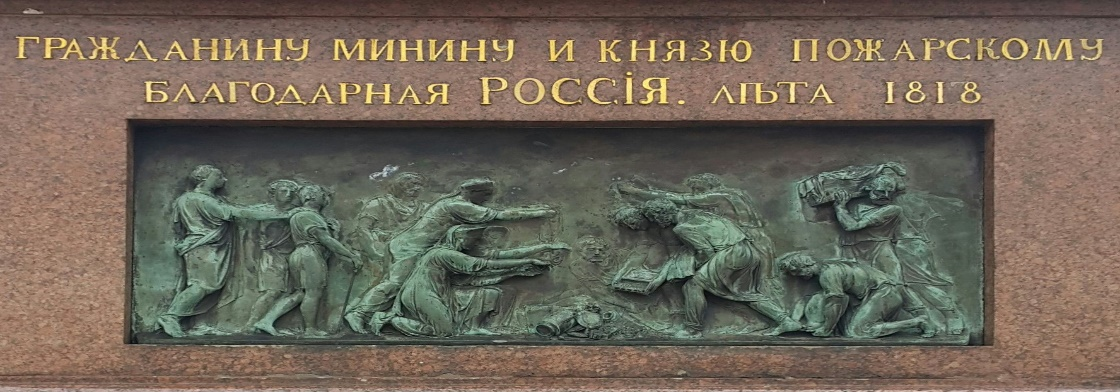 ГРАЖДАНИНУ МИНИНУ И КНЯЗЮ ПОЖАРСКОМУ
БЛАГОДАРНАЯ РОССІЯ. ЛѢТА 1818